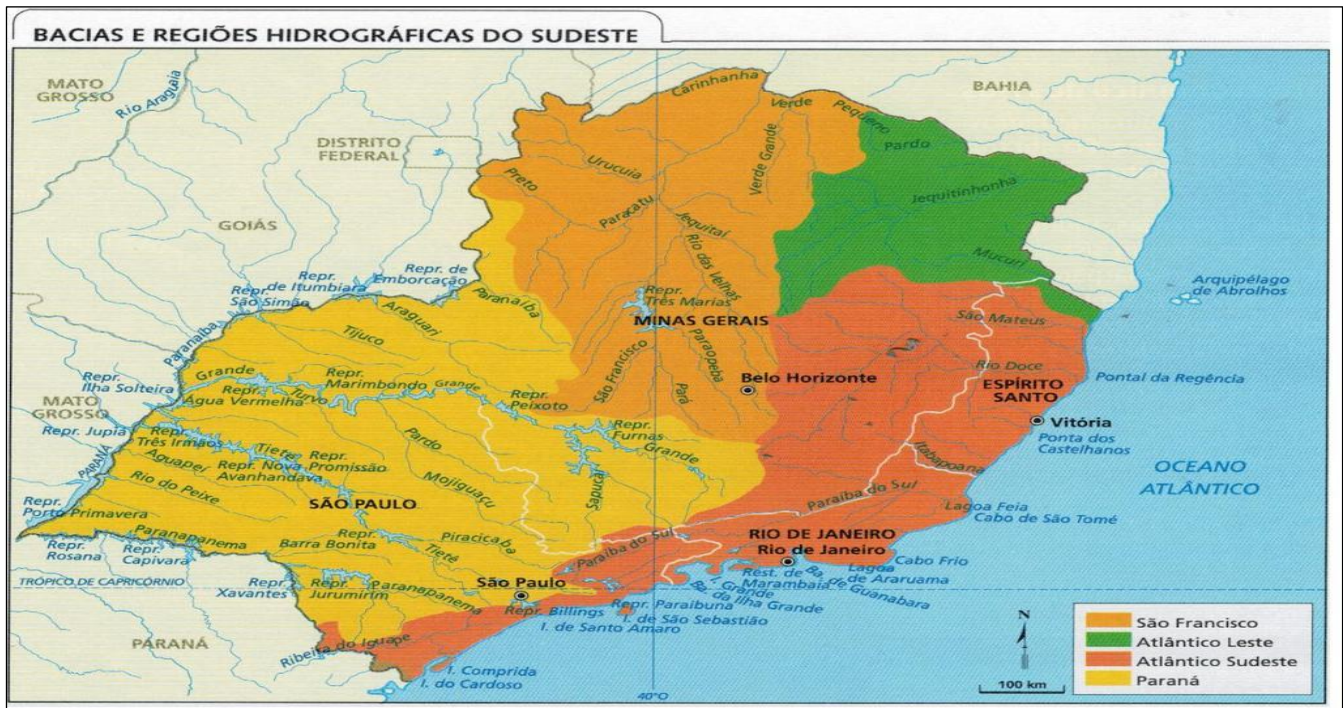 BACIAS E REGIÕES HIDROGRÁFICAS DO SUDESTE
MATO
GROSSO
Rio Araguaia
BAHIA
Carinhanha
Verde
Pequeno
Pardo
DISTRITO
FEDERAL
Urucuia
Verde Grande
Preto
Jequitinhonha
Paracatu
Jequitaí
GOIÁS
Rio das Velhas
Mucuri
Repr. de
Emborcação
Repr.
de Itumbiara
Repr.
São Simão
Paranaíba
Repr.
Três Marias
Arquipélago
de Abrolhos
Araguari
MINAS GERAIS
São Mateus
Tijuco
Paranaíba
Paraopeba
Rio Doce
Grande
Repr.
Marimbondo
Grande
São Francisco
Pará
Belo Horizonte
ESPÍRITO
SANTO
Pontal da Regência
Repr.
Ilha Solteira
Repr.
Água Vermelha
Turvo
Repr.
Peixoto
MATO
GROSSO
Vitória
Repr. Jupiá
Repr.
Três Irmãos
Tietê
Pardo
Repr.
Furnas
Grande
Ponta dos
Castelhanos
PARANÁ
Aguapeí
Repr. Nova
Avanhandava
Repr.
Promissão
Mojiguaçu
Sapucaí
Itabapoana
OCEANO
ATLÂNTICO
Rio do Peixe
SÃO PAULO
Paraíba do Sul
Lagoa Feia
Cabo de São Tomé
Repr.
Porto Primavera
Paranapanema
Repr.
Barra Bonita
Piracicaba
Tietê
Paraíba do Sul
RIO DE JANEIRO
Rio de Janeiro
Cabo Frio
Repr.
Rosana
Repr.
Capivara
Lagoa
de Araruama
Ba. de Guanabara
Rest. de
Marambaia
I. Grande
Ba. da Ilha Grande
TRÓPICO DE CAPRICÓRNIO
Repr.
Xavantes
Repr.
Jurumirim
Paranapanema
São Paulo
Repr. Billings
Repr. Paraibuna
I. de São Sebastião
I. de Santo Amaro
PARANÁ
Ribeira do Iguape
I. Comprida
I. do Cardoso
40°O
N
100 km
São Francisco
Atlântico Leste
Atlântico Sudeste
Paraná